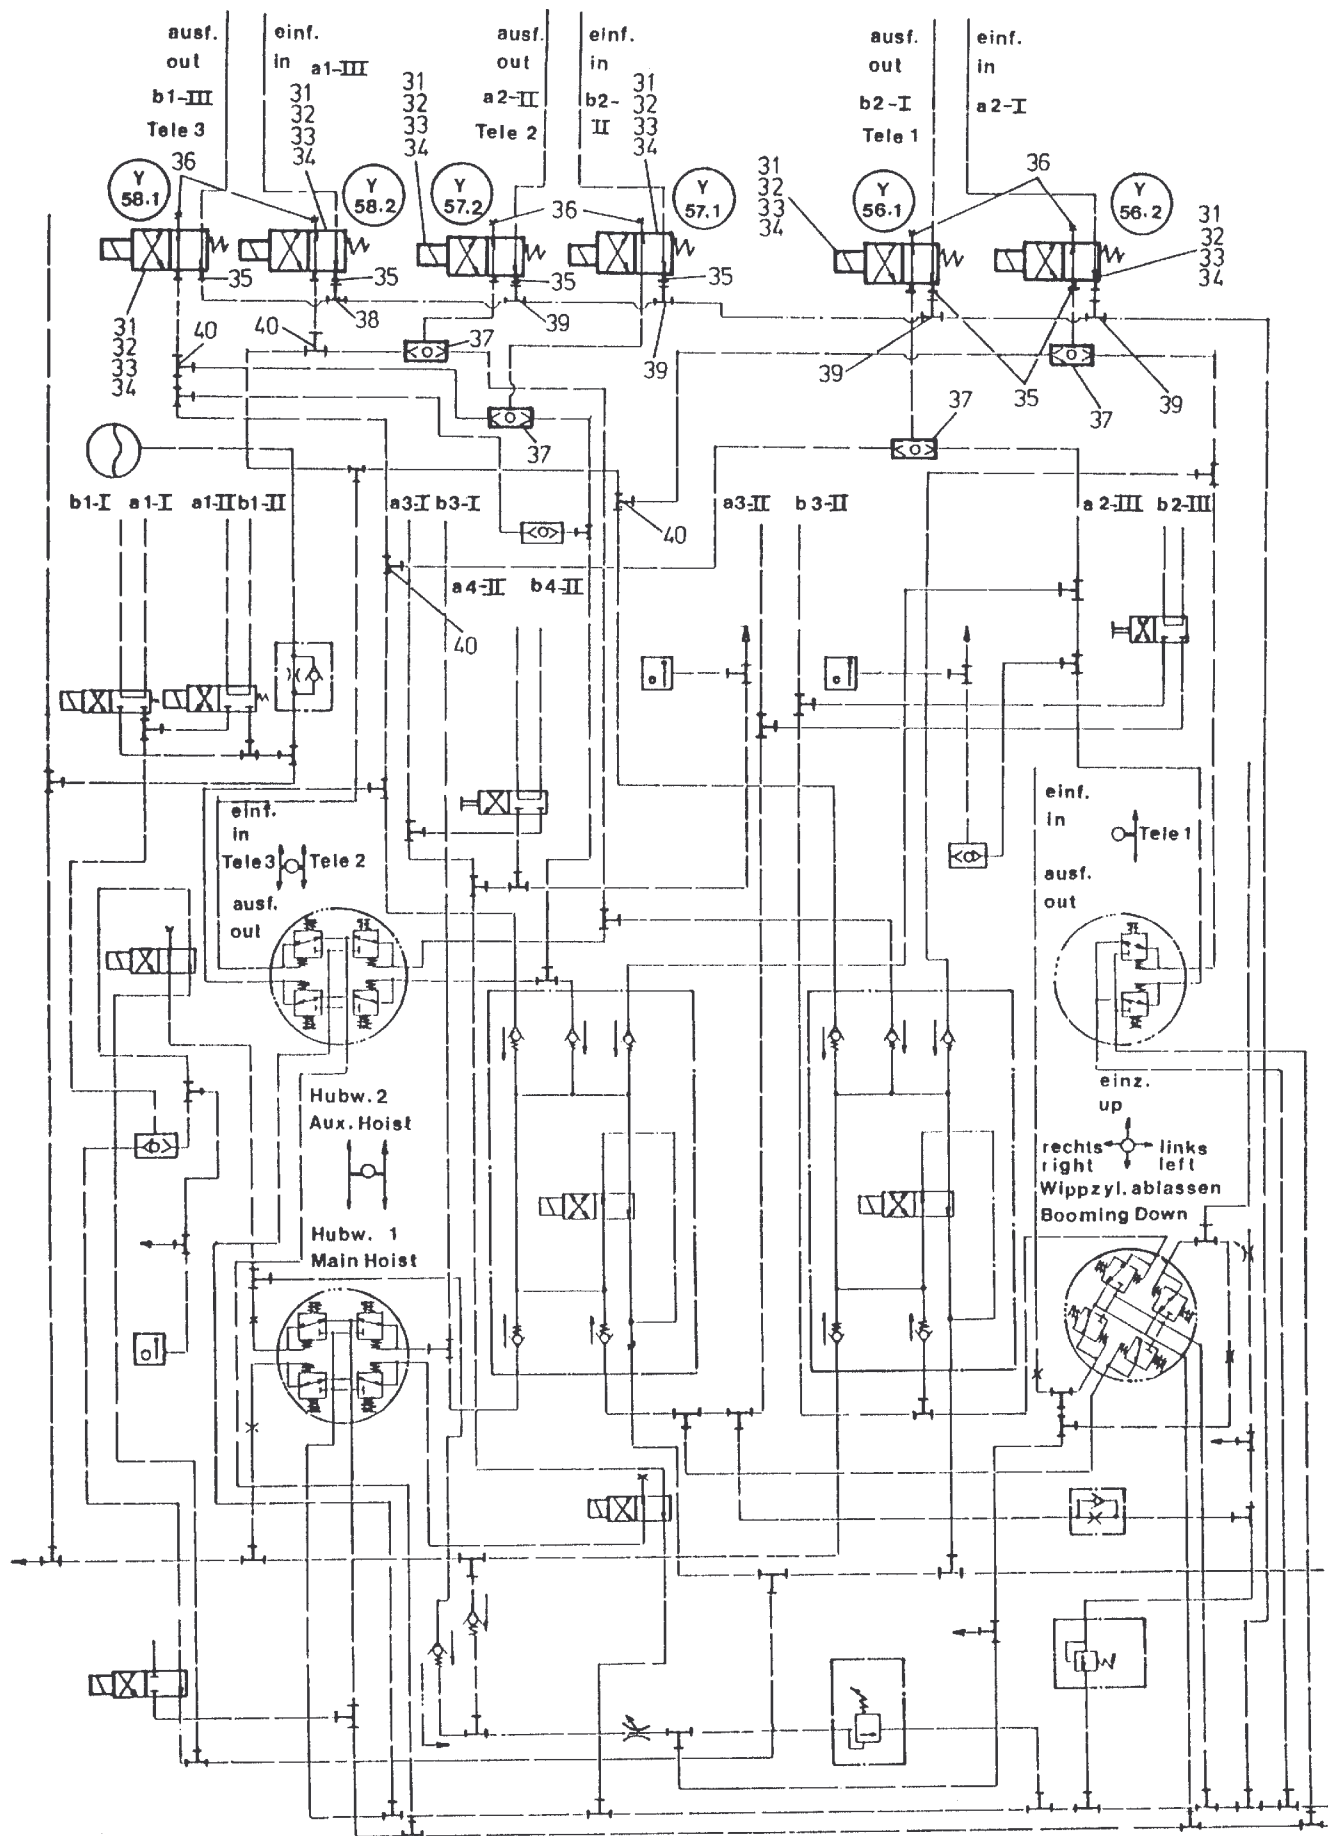 ausf.
out
b1-III
Tele 3
einf.
in
a1-III
31
32
33
34
31
32
33
34
ausf.
out
a2-II
Tele 2
einf.
in
b2-
II
31
32
33
34
ausf.
out
b2-I
Tele 1
einf.
in
a2-I
36
Y
58.1
Y
58.2
Y
57.2
36
Y
57.1
31
32
33
34
Y
56.1
36
Y
56.2
31
32
33
34
35
35
35
35
31
32
33
34
40
40
38
39
37
39
39
35
37
39
37
37
b1-I
a1-I
a1-II
b1-II
a3-I
b3-I
40
a3-II
b3-II
a2-III
b2-III
a4-II
b4-II
40
einf.
in
Tele3
Tele 2
ausf.
out
einf.
in
Tele 1
ausf.
out
Hubw. 2
Aux. Hoist
Hubw. 1
Main Hoist
einz.
up
rechts
right
links
left
Wippzyl. ablassen
Booming Down